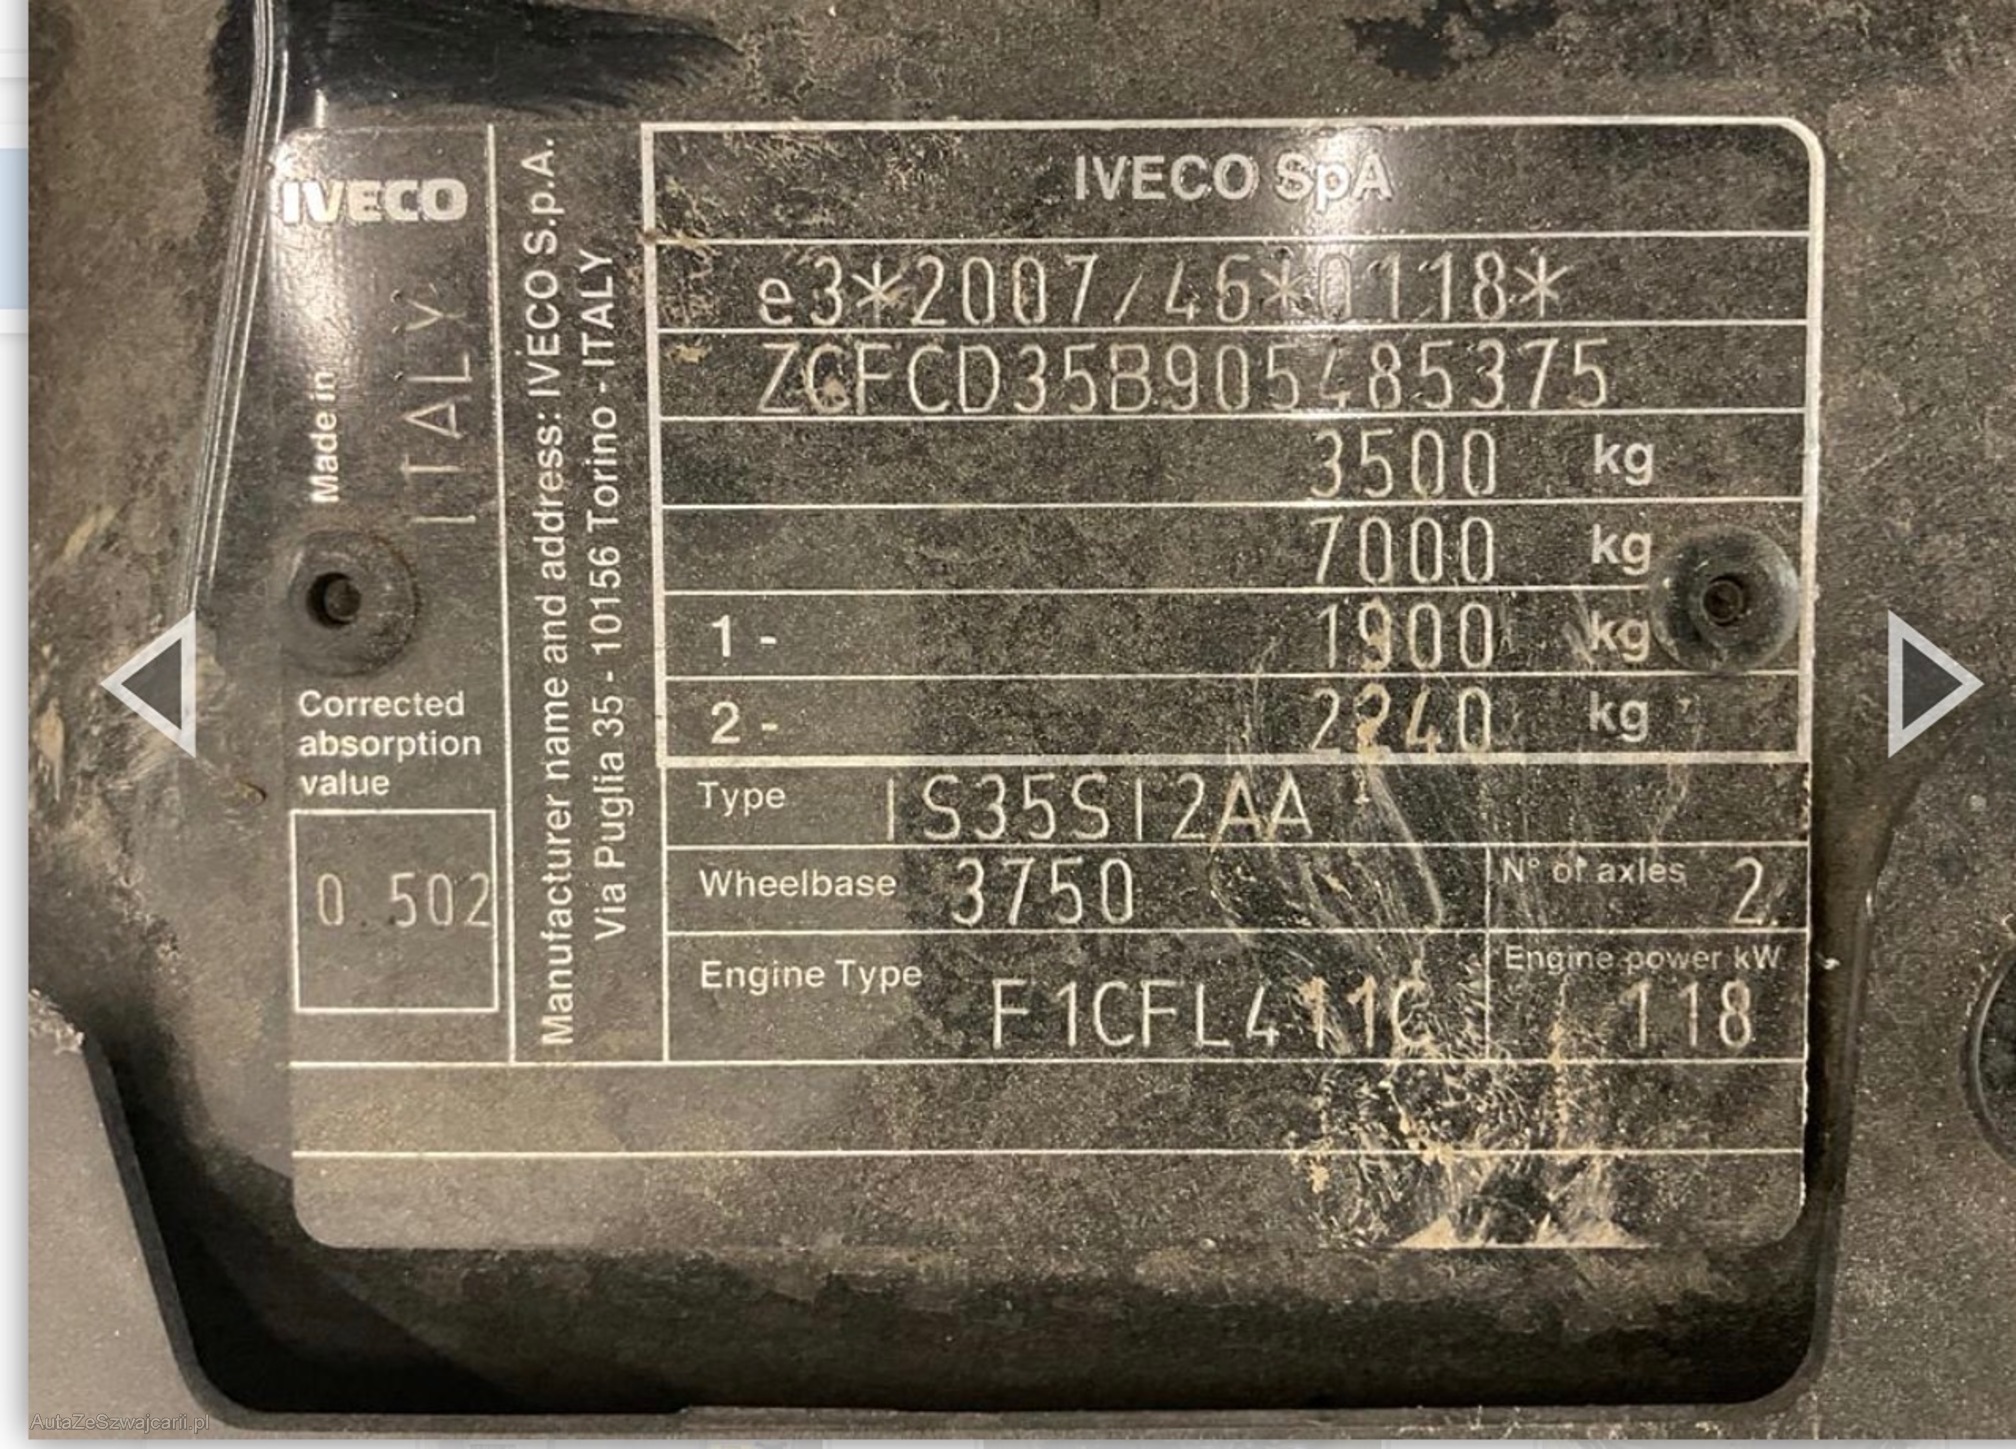 IVECO
Made in
ITALY
Corrected
absorption
value
0.502
Manufacturer name and address: IVECO S.p.A.
Via Puglia 35 - 10156 Torino - ITALY
IVECO SpA
e3*2007/46*0118*
ZCFCD35B905485375
3500 kg
7000 kg
1 - 1900 kg
2 - 2240 kg
Type IS35SI2AA
Wheelbase 3750
N° of axles 2
Engine Type F1CFL411C
Engine power kW 118
AutaZeSzwajcarii.pl